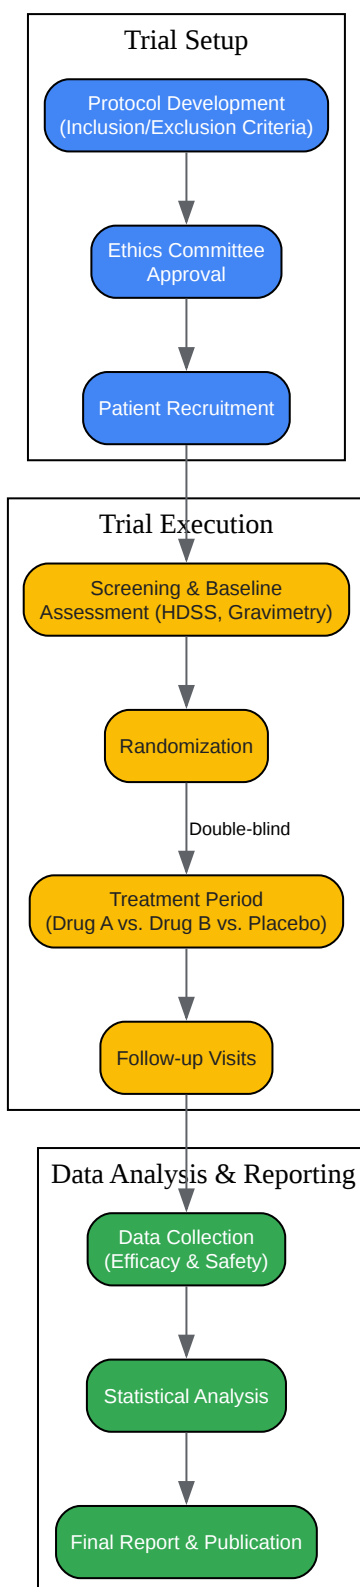 Trial Setup
Protocol Development
(Inclusion/Exclusion Criteria)
Ethics Committee
Approval
Patient Recruitment
Trial Execution
Screening & Baseline
Assessment (HDSS, Gravimetry)
Randomization
Double-blind
Treatment Period
(Drug A vs. Drug B vs. Placebo)
Follow-up Visits
Data Analysis & Reporting
Data Collection
(Efficacy & Safety)
Statistical Analysis
Final Report & Publication